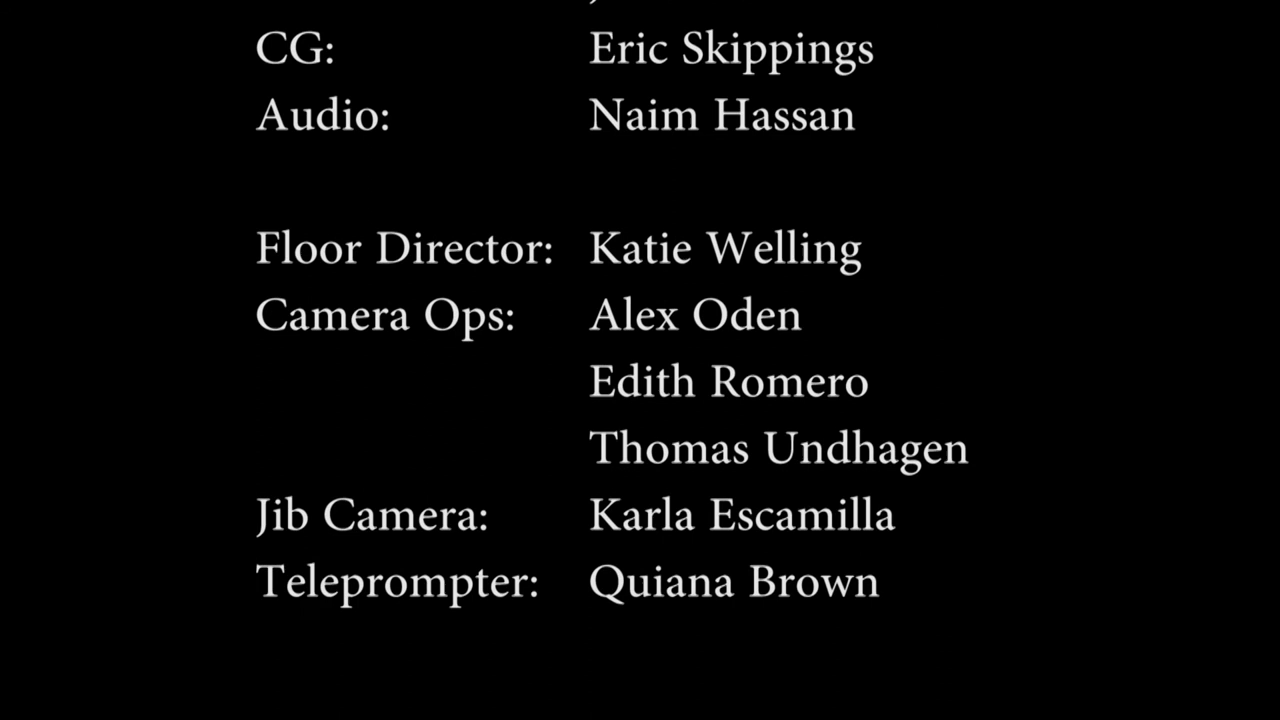 CG: Eric Skippings
Audio: Naim Hassan
Floor Director: Katie Welling
Camera Ops: Alex Oden
Edith Romero
Thomas Undhagen
Jib Camera: Karla Escamilla
Teleprompter: Quiana Brown